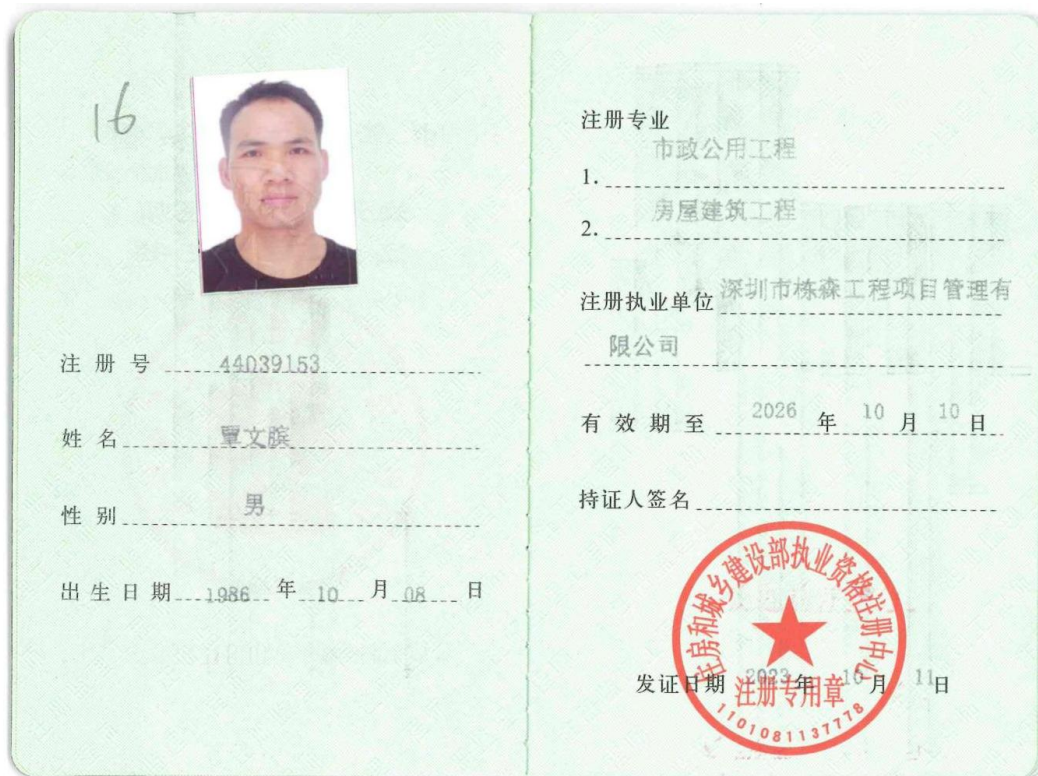 16
注册号 44039153
姓名 覃文膑
性别 男
出生日期 1986 年 10 月 08 日
注册专业
1. 市政公用工程
2. 房屋建筑工程
注册执业单位 深圳市栋森工程项目管理有
限公司
有效期至 2026 年 10 月 10 日
持证人签名
住房和城乡建设部执业资格注册中心
发证日期 2023 年 10 月 11 日
注册专用章
1101081137778